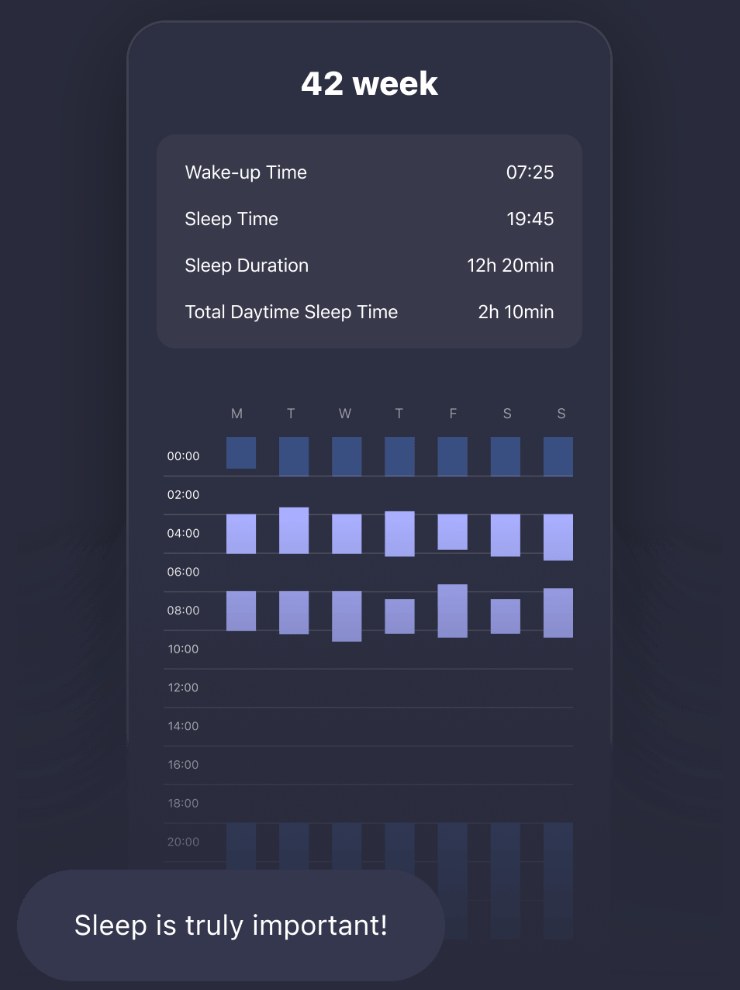 42 week
Wake-up Time 07:25
Sleep Time 19:45
Sleep Duration 12h 20min
Total Daytime Sleep Time 2h 10min
M T W T F S S
00:00
02:00
04:00
06:00
08:00
10:00
12:00
14:00
16:00
18:00
20:00
Sleep is truly important!